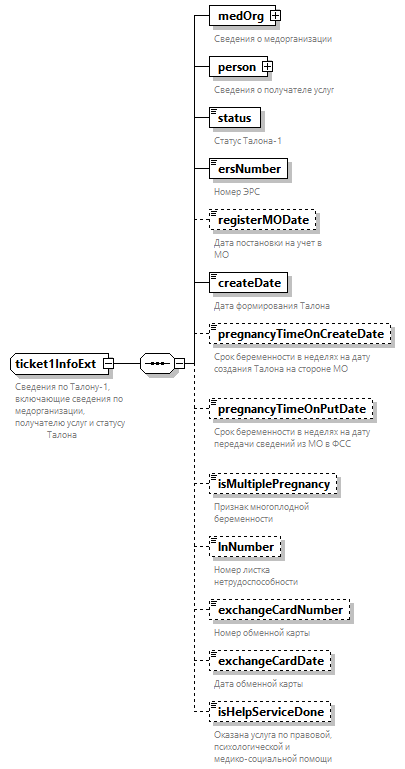 medOrg
Сведения о медорганизации
person
Сведения о получателе услуг
status
Статус Талона-1
ersNumber
Номер ЭРС
registerMODate
Дата постановки на учет в
МО
createDate
Дата формирования Талона
pregnancyTimeOnCreateDate
Срок беременности в неделях на дату
создания Талона на стороне МО
ticket1InfoExt
Сведения по Талону-1,
включающие сведения по
медорганизации,
получателю услуг и статусу
Талона
pregnancyTimeOnPutDate
Срок беременности в неделях на дату
передачи сведений из МО в ФСС
isMultiplePregnancy
Признак многоплодной
беременности
lnNumber
Номер листка
нетрудоспособности
exchangeCardNumber
Номер обменной карты
exchangeCardDate
Дата обменной карты
isHelpServiceDone
Оказана услуга по правовой,
психологической и
медико-социальной помощи